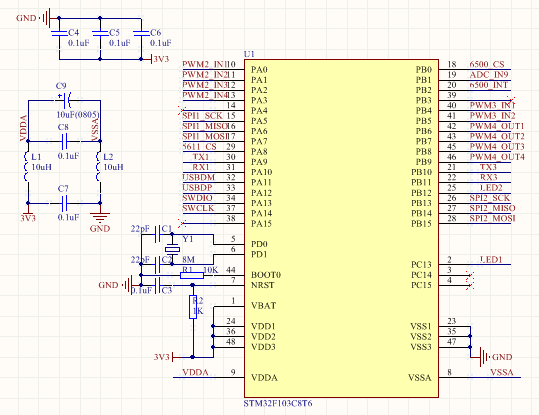 GND
C4
0.1uF
C5
0.1uF
C6
0.1uF
3V3
C9
10uF(0805)
VDDA
VSSA
C8
0.1uF
L1
10uH
L2
10uH
C7
0.1uF
3V3
GND
U1
PWM2_IN1 10 PA0
PWM2_IN2 11 PA1
PWM2_IN3 12 PA2
PWM2_IN4 13 PA3
14 PA4
SPI1_SCK 15 PA5
SPI1_MISO 16 PA6
SPI1_MOSI 17 PA7
5611_CS 29 PA8
TX1 30 PA9
RX1 31 PA10
USBDM 32 PA11
USBDP 33 PA12
SWDIO 34 PA13
SWCLK 37 PA14
38 PA15
PB0 18 6500_CS
PB1 19 ADC_IN9
PB2 20 6500_INT
PB3 39
PB4 40 PWM3_IN1
PB5 41 PWM3_IN2
PB6 42 PWM4_OUT1
PB7 43 PWM4_OUT2
PB8 45 PWM4_OUT3
PB9 46 PWM4_OUT4
PB10 21 TX3
PB11 22 RX3
PB12 25 LED2
PB13 26 SPI2_SCK
PB14 27 SPI2_MISO
PB15 28 SPI2_MOSI
22pF C1
Y1
8M
22pF C2
5 PD0
6 PD1
R1 10K
44 BOOT0
GND
0.1uF C3
7 NRST
R2
1K
1 VBAT
24 VDD1
36 VDD2
48 VDD3
3V3
VDDA 9 VDDA
PC13 2 LED1
PC14 3
PC15 4
VSS1 23
VSS2 35
VSS3 47
GND
VSSA 8 VSSA
STM32F103C8T6